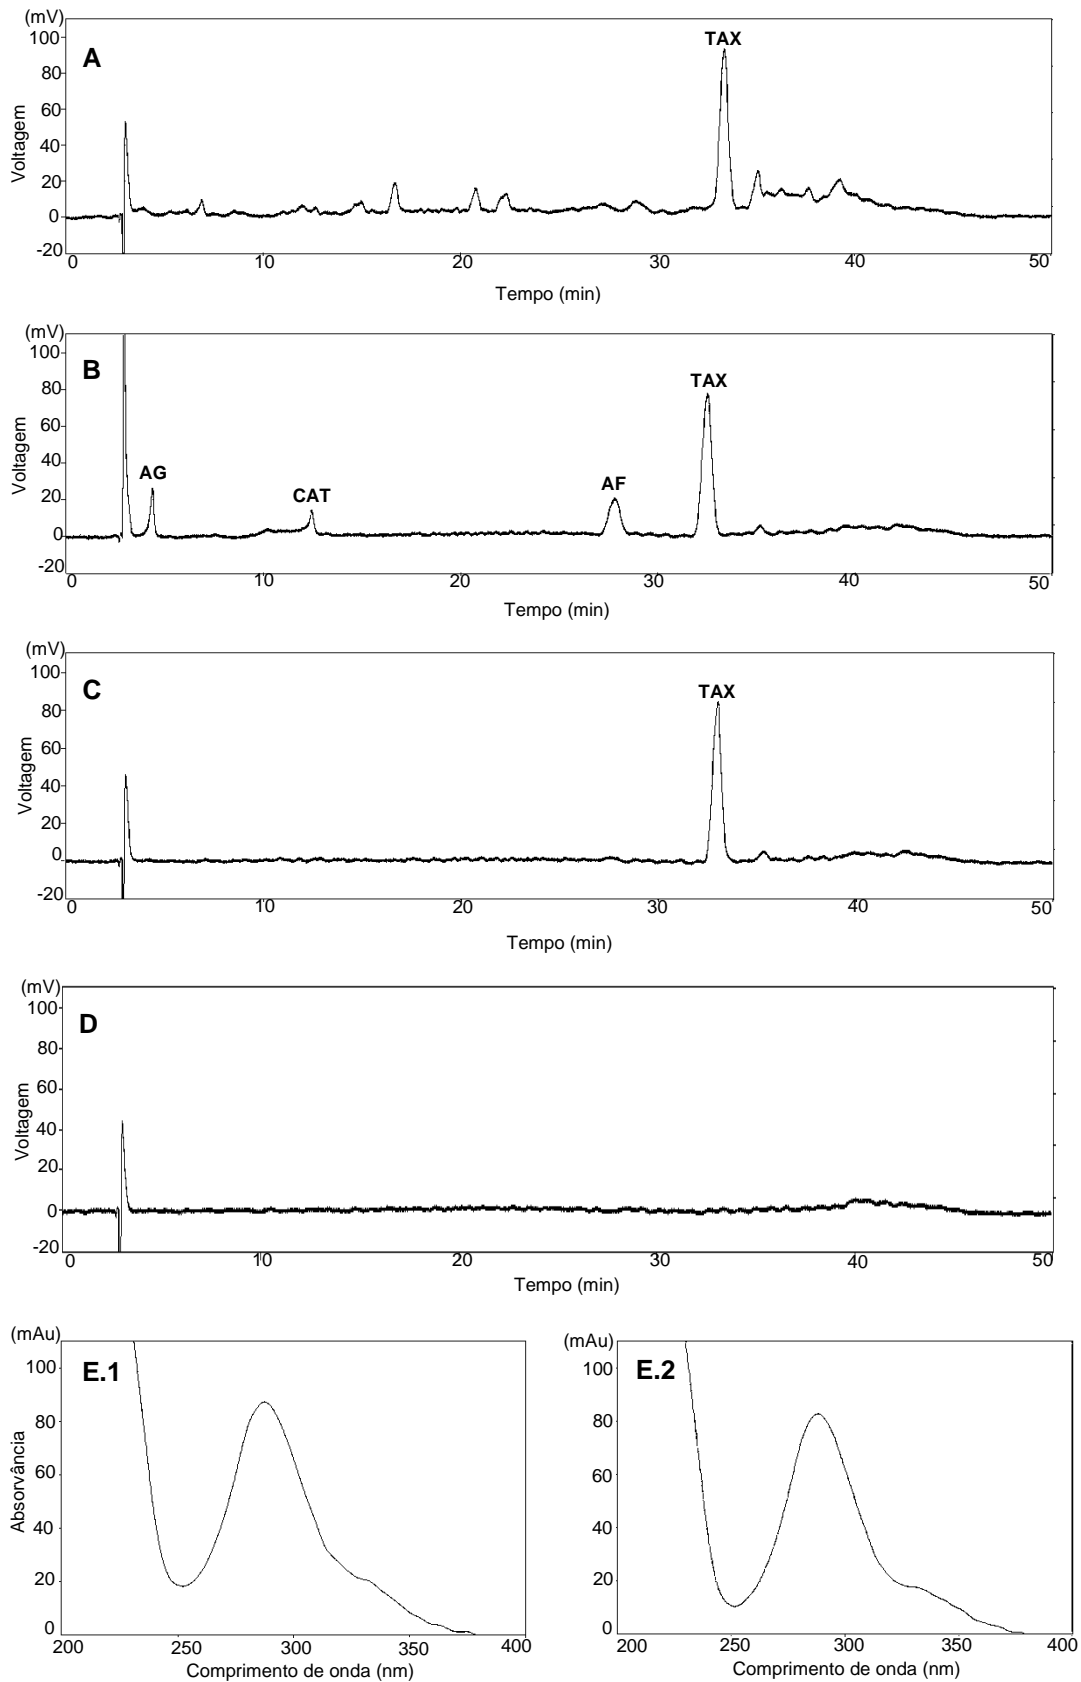 (mV)
A
TAX
100
80
60
40
20
0
-20
Voltagem
0 10 20 30 40 50
Tempo (min)
(mV)
B
AG
CAT
AF
TAX
100
80
60
40
20
0
-20
Voltagem
0 10 20 30 40 50
Tempo (min)
(mV)
C
TAX
100
80
60
40
20
0
-20
Voltagem
0 10 20 30 40 50
Tempo (min)
(mV)
D
100
80
60
40
20
0
-20
Voltagem
0 10 20 30 40 50
Tempo (min)
(mAu)
E.1
100
80
60
40
20
0
Absorvância
200 250 300 350 400
Comprimento de onda (nm)
(mAu)
E.2
100
80
60
40
20
0
200 250 300 350 400
Comprimento de onda (nm)